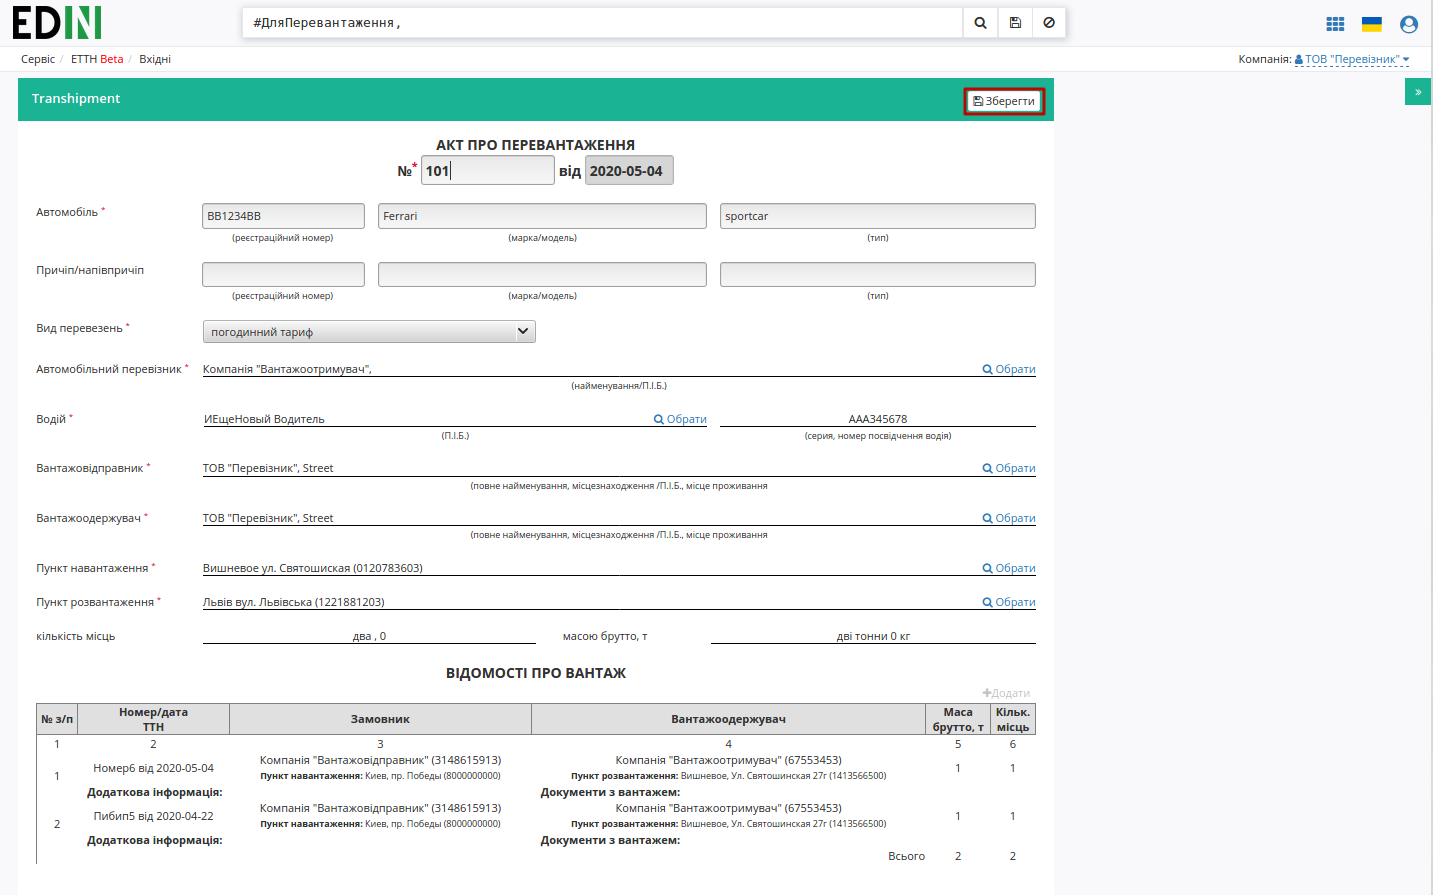 EDIN
#ДляПеревантаження,
Сервіс / ЕТТН Beta / Вхідні
Компанія: ТОВ "Перевізник"
»
Transhipment
Зберегти
АКТ ПРО ПЕРЕВАНТАЖЕННЯ
№* 101 від 2020-05-04
Автомобіль * BB1234BB Ferrari sportcar
(реєстраційний номер) (марка/модель) (тип)
Причіп/напівпричіп
(реєстраційний номер) (марка/модель) (тип)
Вид перевезень * погодинний тариф
Автомобільний перевізник * Компанія "Вантажоотримувач", Обрати
(найменування/П.І.Б.)
Водій * ИЕщеНовый Водитель Обрати AAA345678
(П.І.Б.) (серия, номер посвідчення водія)
Вантажовідправник * ТОВ "Перевізник", Street Обрати
(повне найменування, місцезнаходження /П.І.Б., місце проживання
Вантажоодержувач * ТОВ "Перевізник", Street Обрати
(повне найменування, місцезнаходження /П.І.Б., місце проживання
Пункт навантаження * Вишневое ул. Святошиская (0120783603) Обрати
Пункт розвантаження * Львів вул. Львівська (1221881203) Обрати
кількість місць два , 0 масою брутто, т дві тонни 0 кг
ВІДОМОСТІ ПРО ВАНТАЖ
+Додати
№ з/п Номер/дата ТТН Замовник Вантажоодержувач Маса брутто, т Кільк. місць
1 2 3 4 5 6
1 Номер6 від 2020-05-04 Компанія "Вантажовідправник" (3148615913) Компанія "Вантажоотримувач" (67553453) 1 1
Пункт навантаження: Киев, пр. Победы (8000000000) Пункт розвантаження: Вишневое, Ул. Святошинская 27г (1413566500)
Додаткова інформація: Документи з вантажем:
2 Пибип5 від 2020-04-22 Компанія "Вантажовідправник" (3148615913) Компанія "Вантажоотримувач" (67553453) 1 1
Пункт навантаження: Киев, пр. Победы (8000000000) Пункт розвантаження: Вишневое, Ул. Святошинская 27г (1413566500)
Додаткова інформація: Документи з вантажем:
Всього 2 2